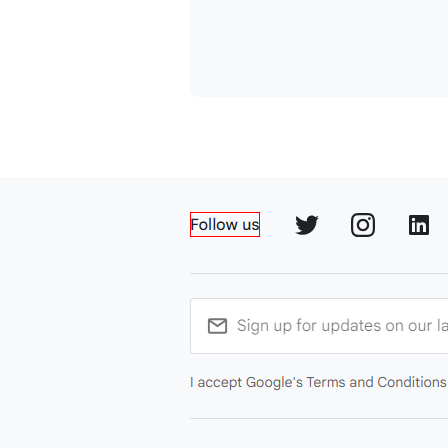 Follow us
Sign up for updates on our la
I accept Google's Terms and Conditions